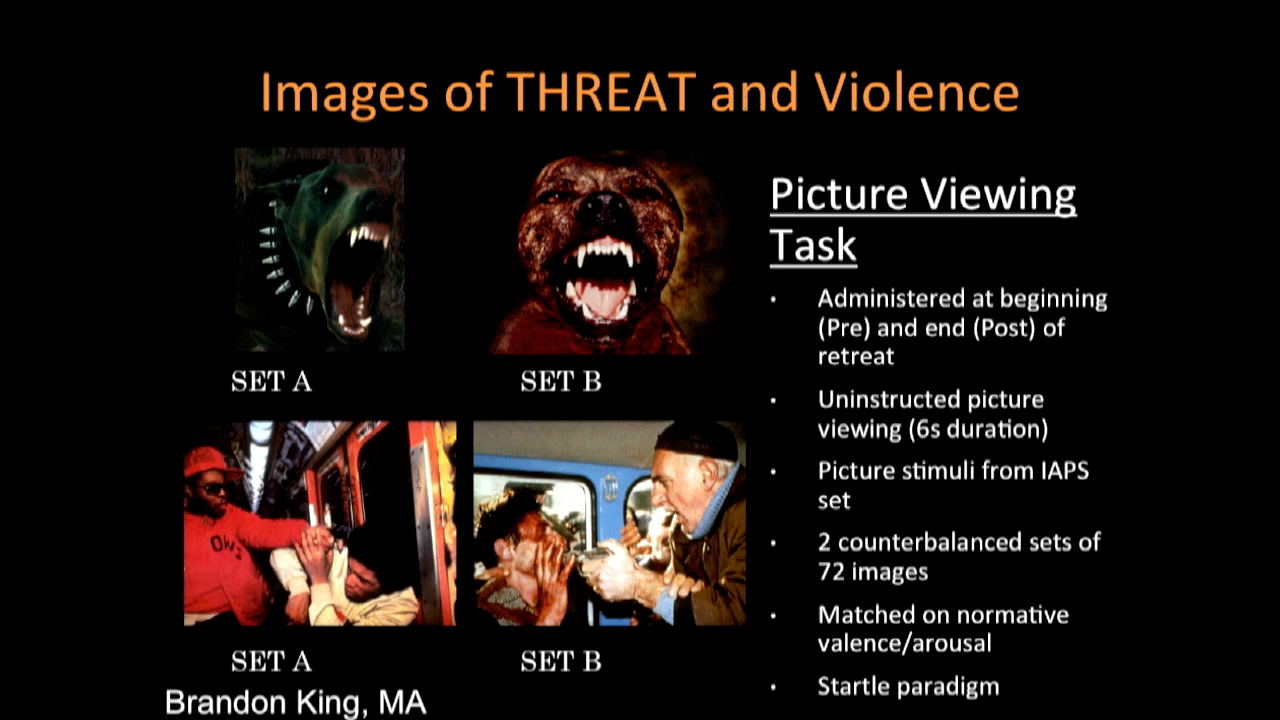 Images of THREAT and Violence
SET A
SET B
SET A
SET B
Brandon King, MA
Picture Viewing
Task
• Administered at beginning
(Pre) and end (Post) of
retreat
• Uninstructed picture
viewing (6s duration)
• Picture stimuli from IAPS
set
• 2 counterbalanced sets of
72 images
• Matched on normative
valence/arousal
• Startle paradigm